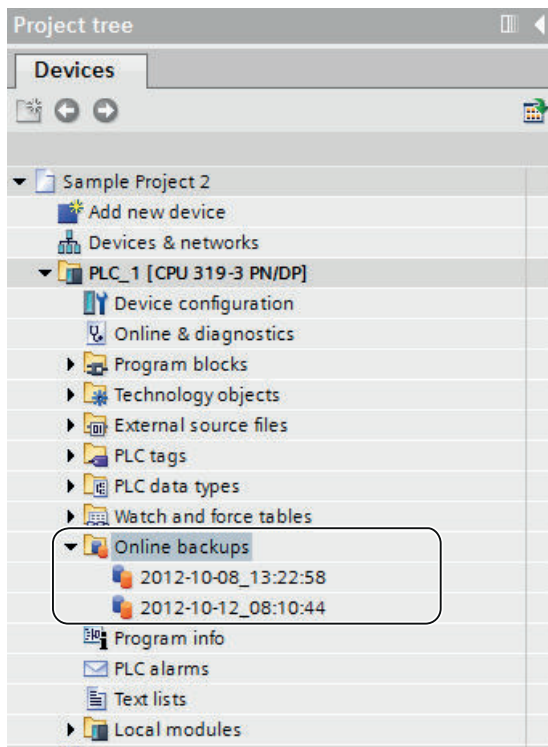 Project tree
Devices
Sample Project 2
Add new device
Devices & networks
PLC_1 [CPU 319-3 PN/DP]
Device configuration
Online & diagnostics
Program blocks
Technology objects
External source files
PLC tags
PLC data types
Watch and force tables
Online backups
2012-10-08_13:22:58
2012-10-12_08:10:44
Program info
PLC alarms
Text lists
Local modules